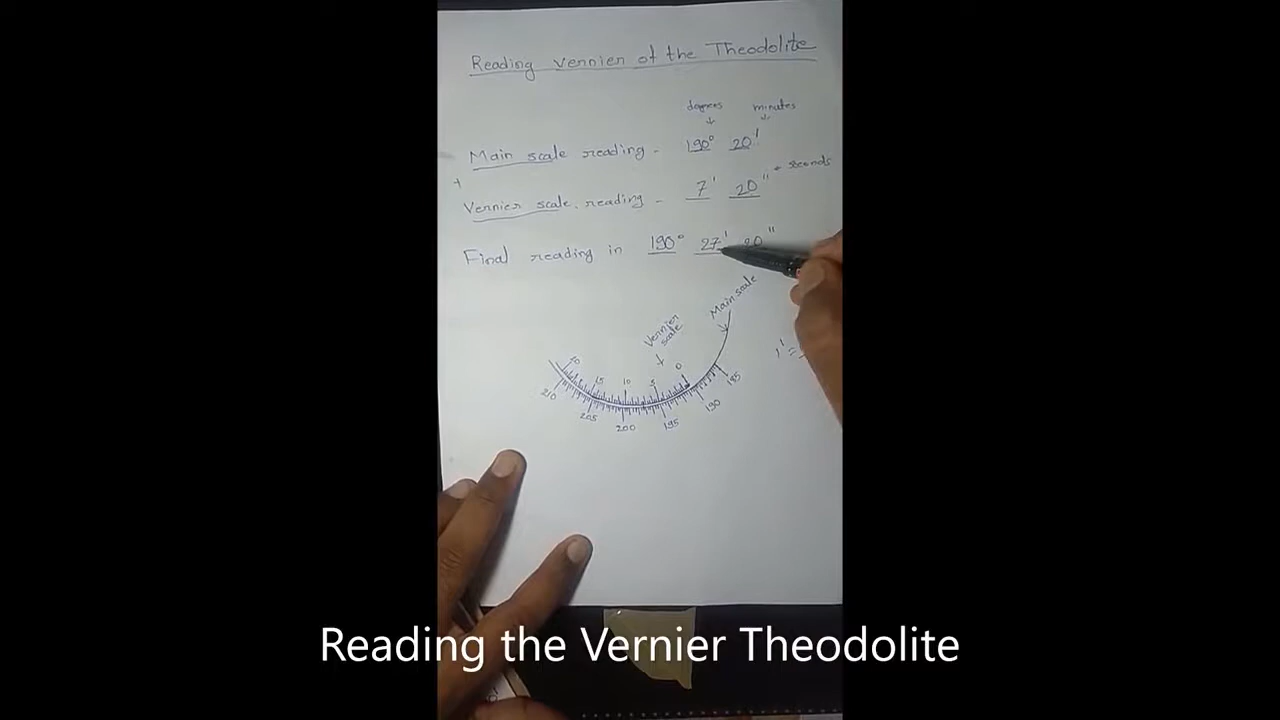 Reading vernier of the Theodolite
degrees minutes
Main scale reading - 190° 20'
+
Vernier scale reading - 7' 20" ← seconds
Final reading in 190° 27' 20"
Main scale
Vernier scale
1' =
20 15 10 5 0
210 205 200 195 190 185
Reading the Vernier Theodolite